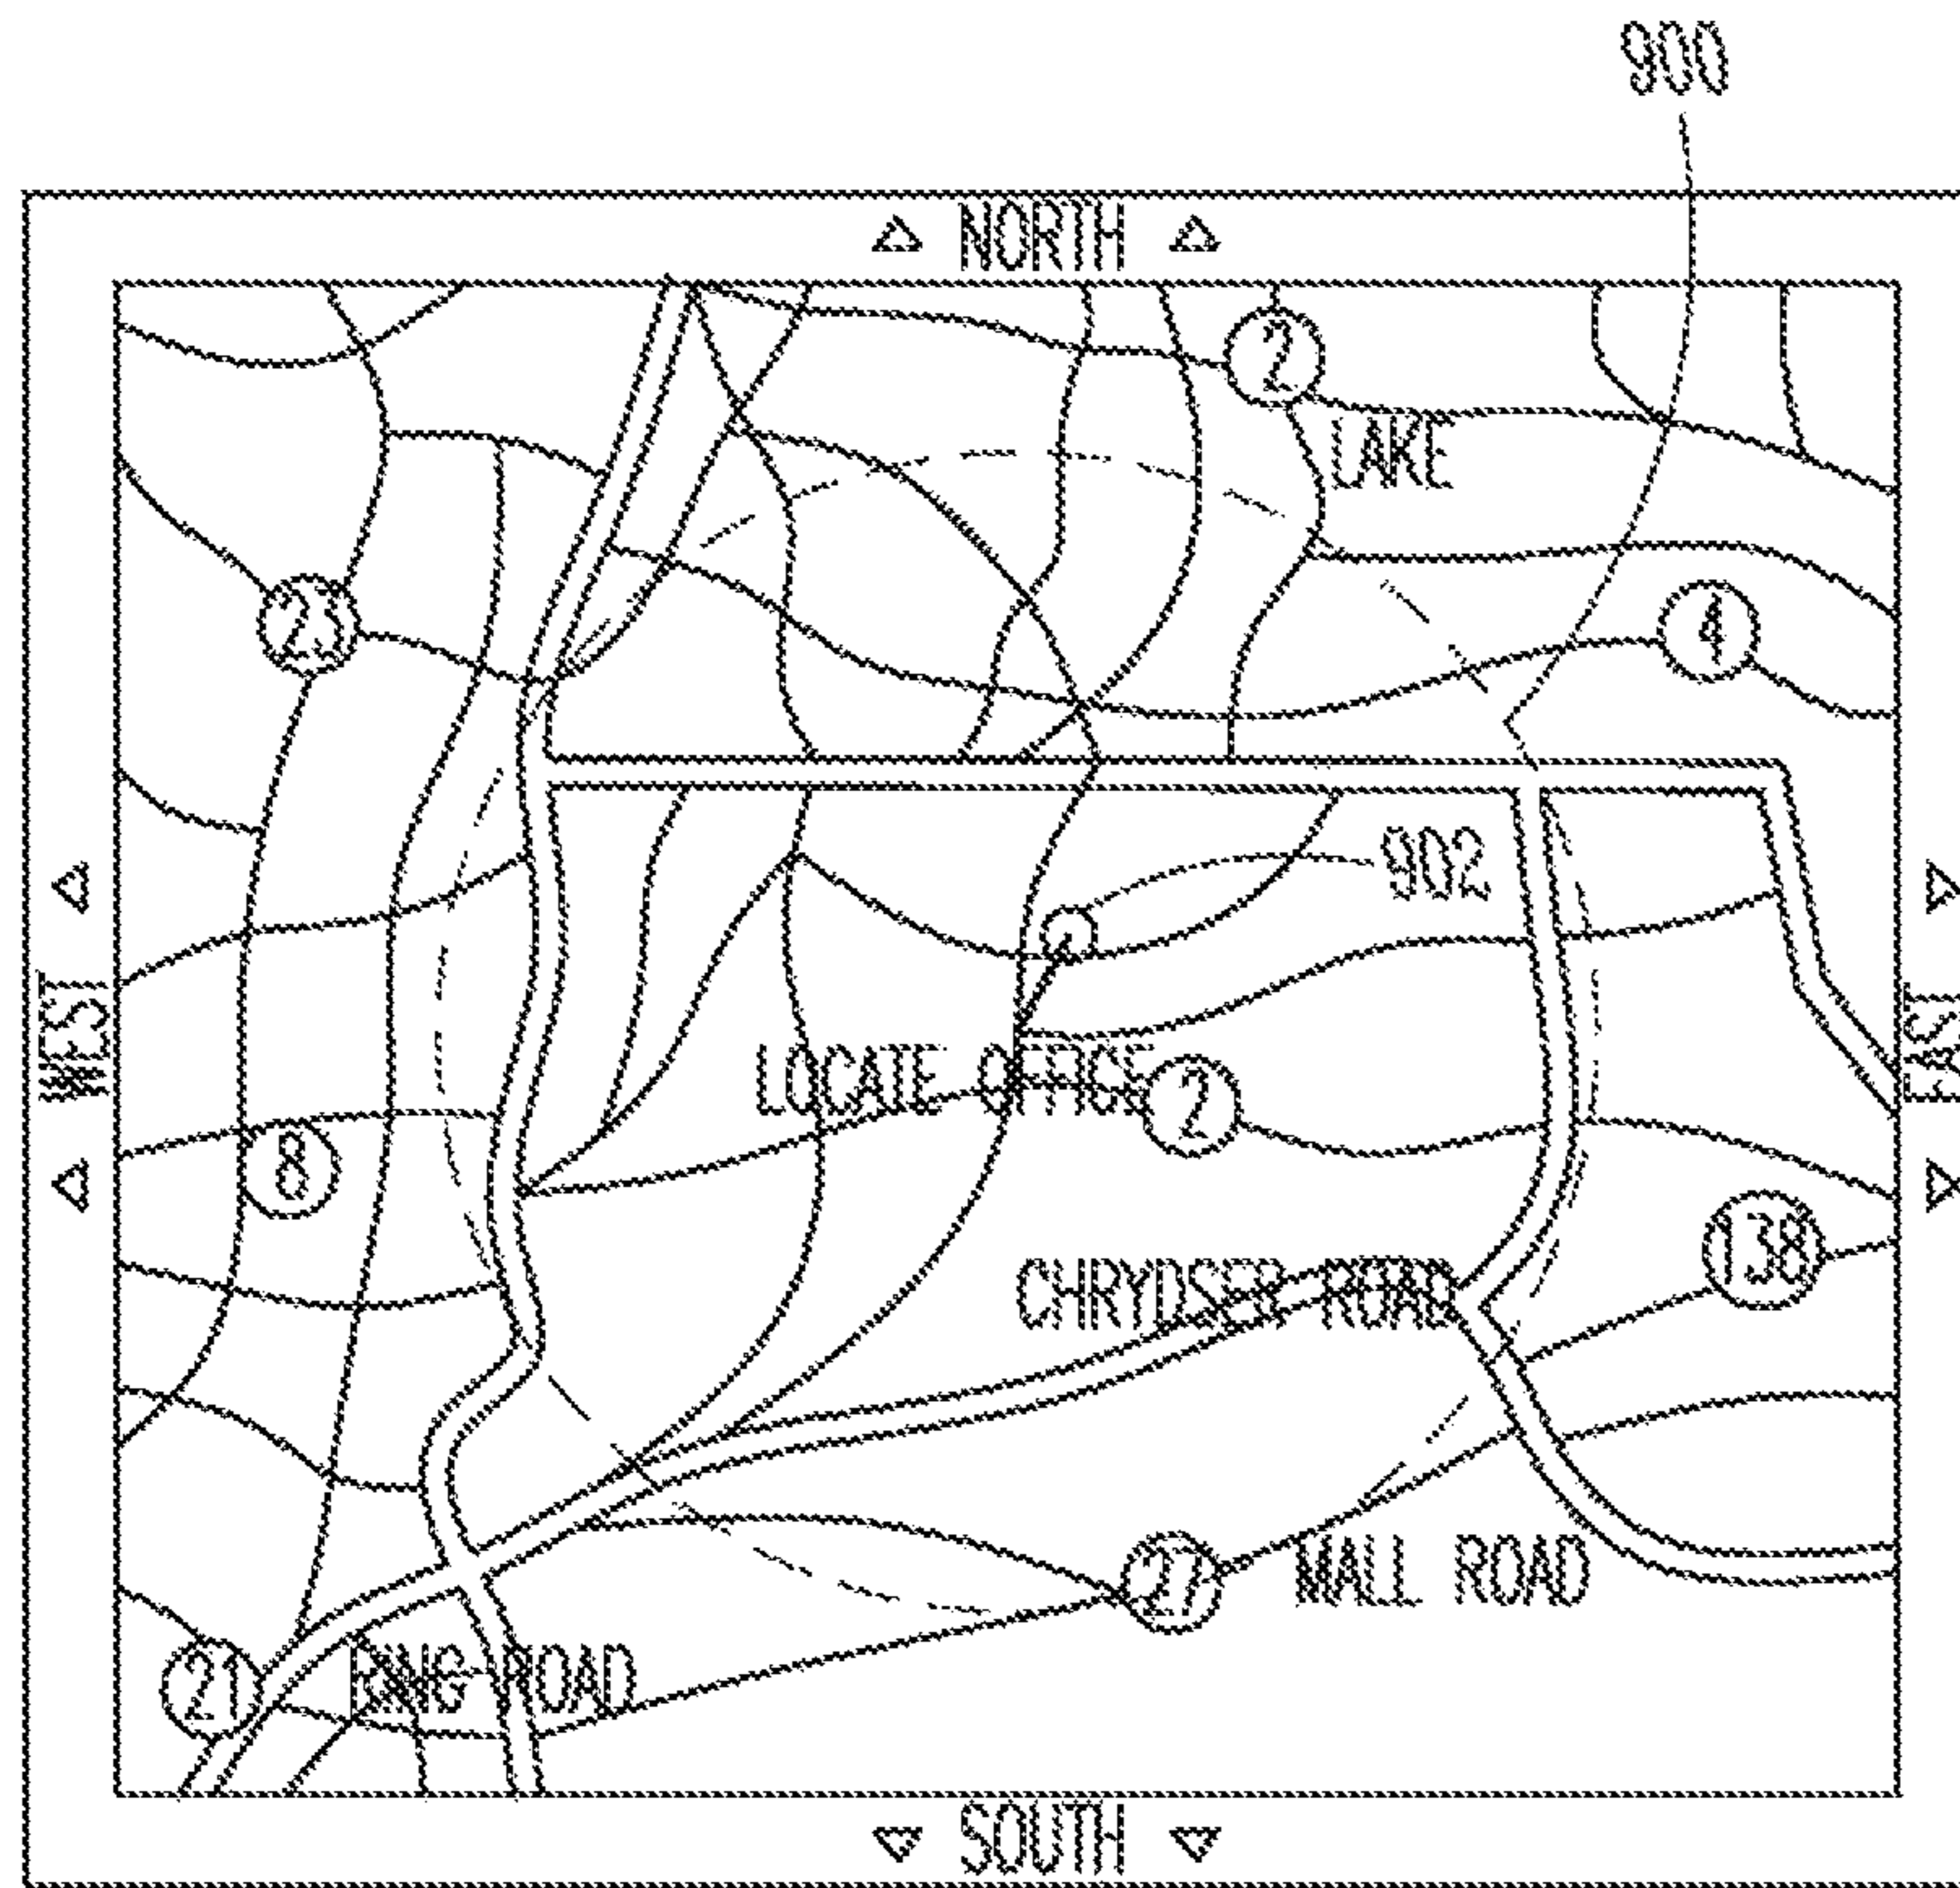 900
NORTH
2
LAKE
23
4
902
WEST
EAST
LOCATE OFFICE
2
8
138
CHRYDSER ROAD
27
MALL ROAD
21
RING ROAD
SOUTH